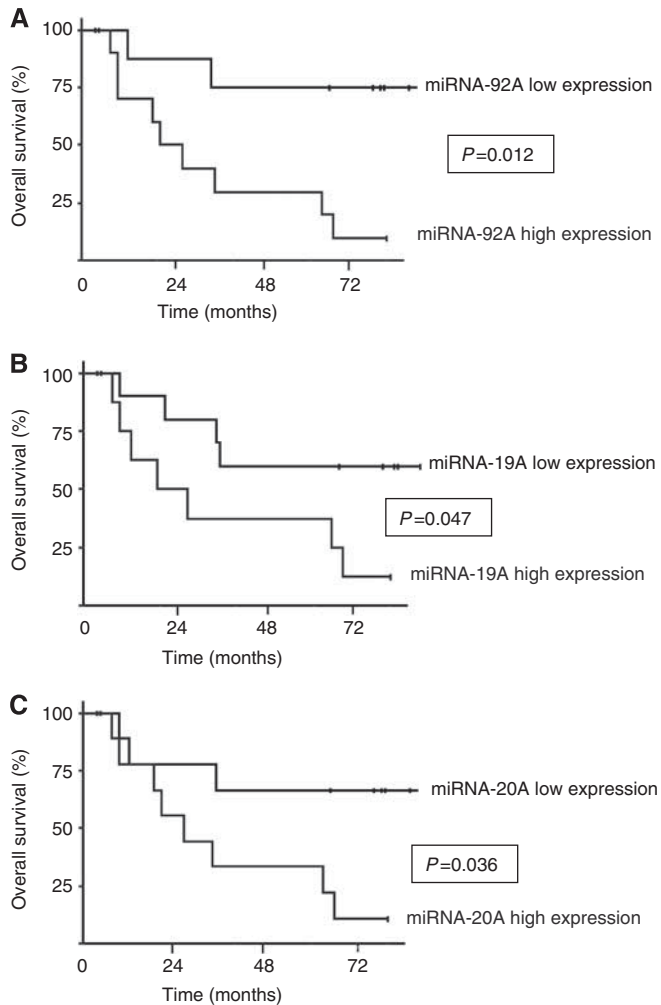 A
Overall survival (%)
100
75
50
25
0
24
48
72
Time (months)
miRNA-92A low expression
P=0.012
miRNA-92A high expression
B
Overall survival (%)
100
75
50
25
0
24
48
72
Time (months)
miRNA-19A low expression
P=0.047
miRNA-19A high expression
C
Overall survival (%)
100
75
50
25
0
24
48
72
Time (months)
miRNA-20A low expression
P=0.036
miRNA-20A high expression